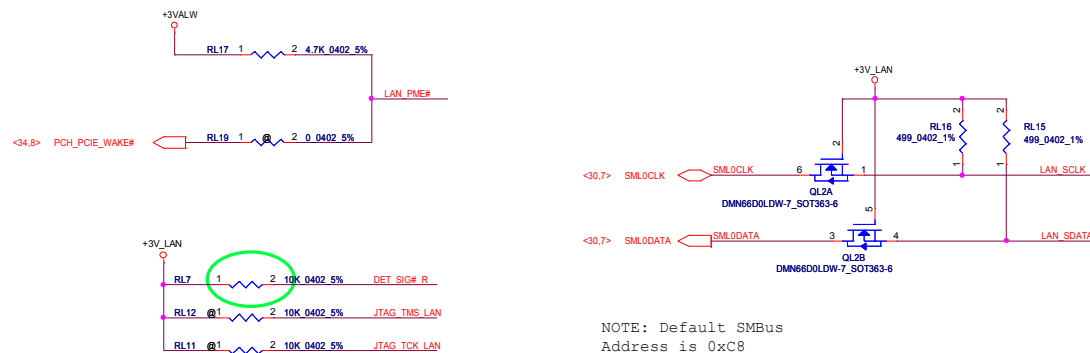 +3VALW
RL17 1 2 4.7K_0402_5%
LAN_PME#
<34,8> PCH_PCIE_WAKE# RL19 1 @ 2 0_0402_5%
+3V_LAN
RL7 1 2 10K_0402_5% DET_SIG#_R
RL12 @1 2 10K_0402_5% JTAG_TMS_LAN
RL11 @1 2 10K_0402_5% JTAG_TCK_LAN
+3V_LAN
2 2
RL16 RL15
499_0402_1% 499_0402_1%
2
1 1
<30,7> SML0CLK SML0CLK 6 1 LAN_SCLK
QL2A
DMN66D0LDW-7_SOT363-6
5
<30,7> SML0DATA SML0DATA 3 4 LAN_SDATA
QL2B
DMN66D0LDW-7_SOT363-6
NOTE: Default SMBus
Address is 0xC8